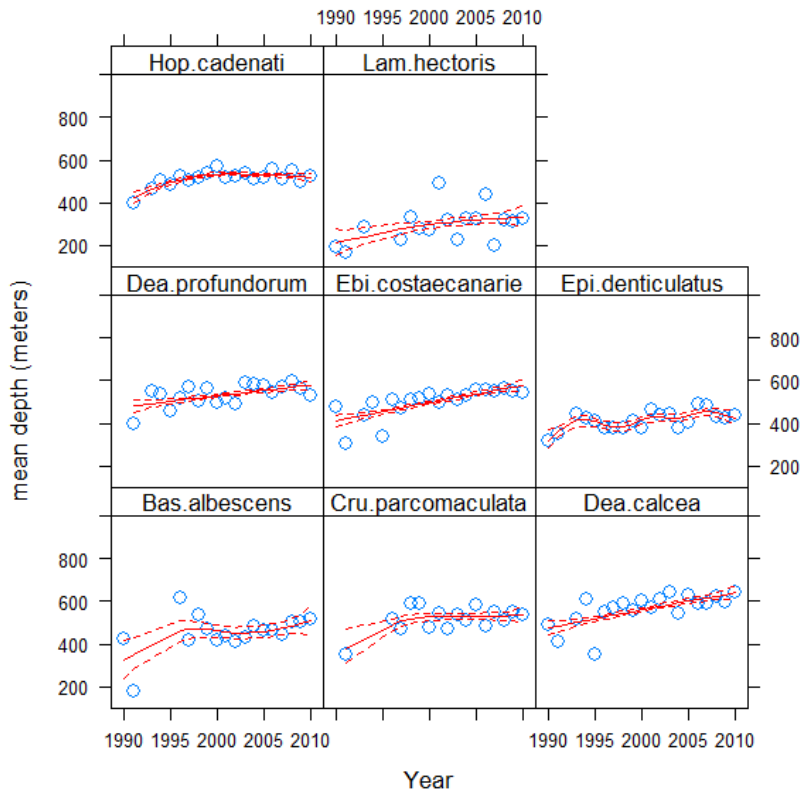 1990 1995 2000 2005 2010
Hop.cadenati Lam.hectoris
800
600
400
200
Dea.profundorum Ebi.costaecanarie Epi.denticulatus
800
600
400
200
Bas.albescens Cru.parcomaculata Dea.calcea
800
600
400
200
1990 1995 2000 2005 2010 1990 1995 2000 2005 2010
Year
mean depth (meters)